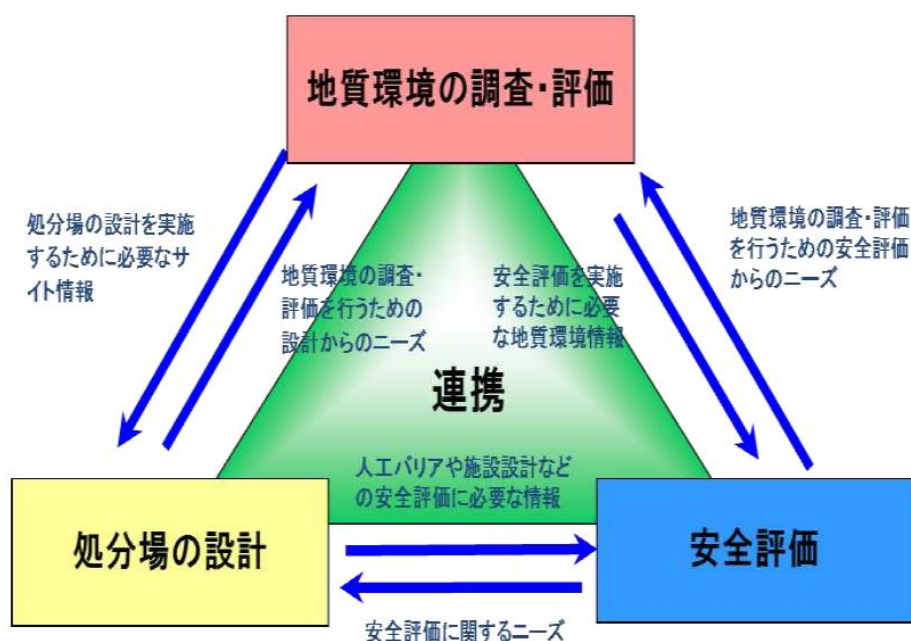 地質環境の調査・評価
処分場の設計を実施
するために必要なサ
イト情報
地質環境の調査・
評価を行うための
設計からのニーズ
安全評価を実施
するために必要
な地質環境情報
地質環境の調査・評価
を行うための安全評価
からのニーズ
連携
人工バリアや施設設計など
の安全評価に必要な情報
処分場の設計
安全評価
安全評価に関するニーズ